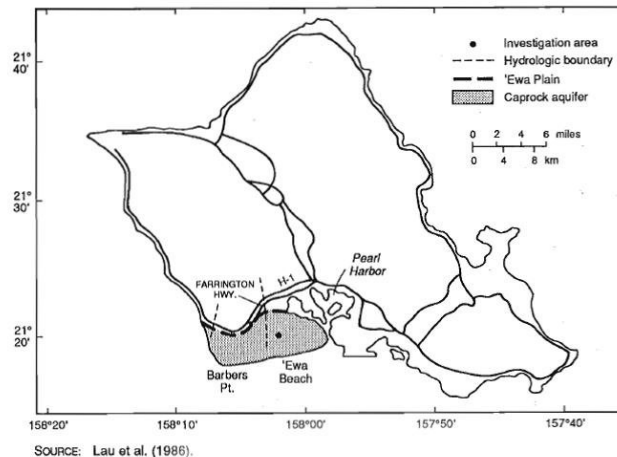 21°
40'
21°
30'
21°
20'
Investigation area
Hydrologic boundary
'Ewa Plain
Caprock aquifer
0 2 4 6 miles
0 4 8 km
Pearl
Harbor
H-1
FARRINGTON
HWY.
Barbers
Pt.
'Ewa
Beach
158°20'
158°10'
158°00'
157°50'
157°40'
SOURCE: Lau et al. (1986).